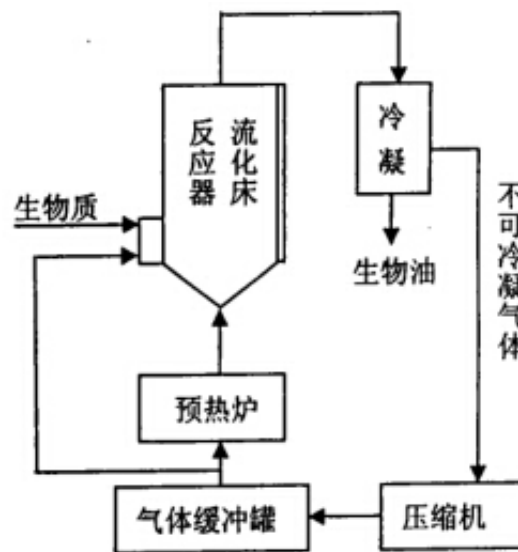 流化床
反应器
冷凝
生物质
生物油
不可冷凝气体
预热炉
气体缓冲罐
压缩机